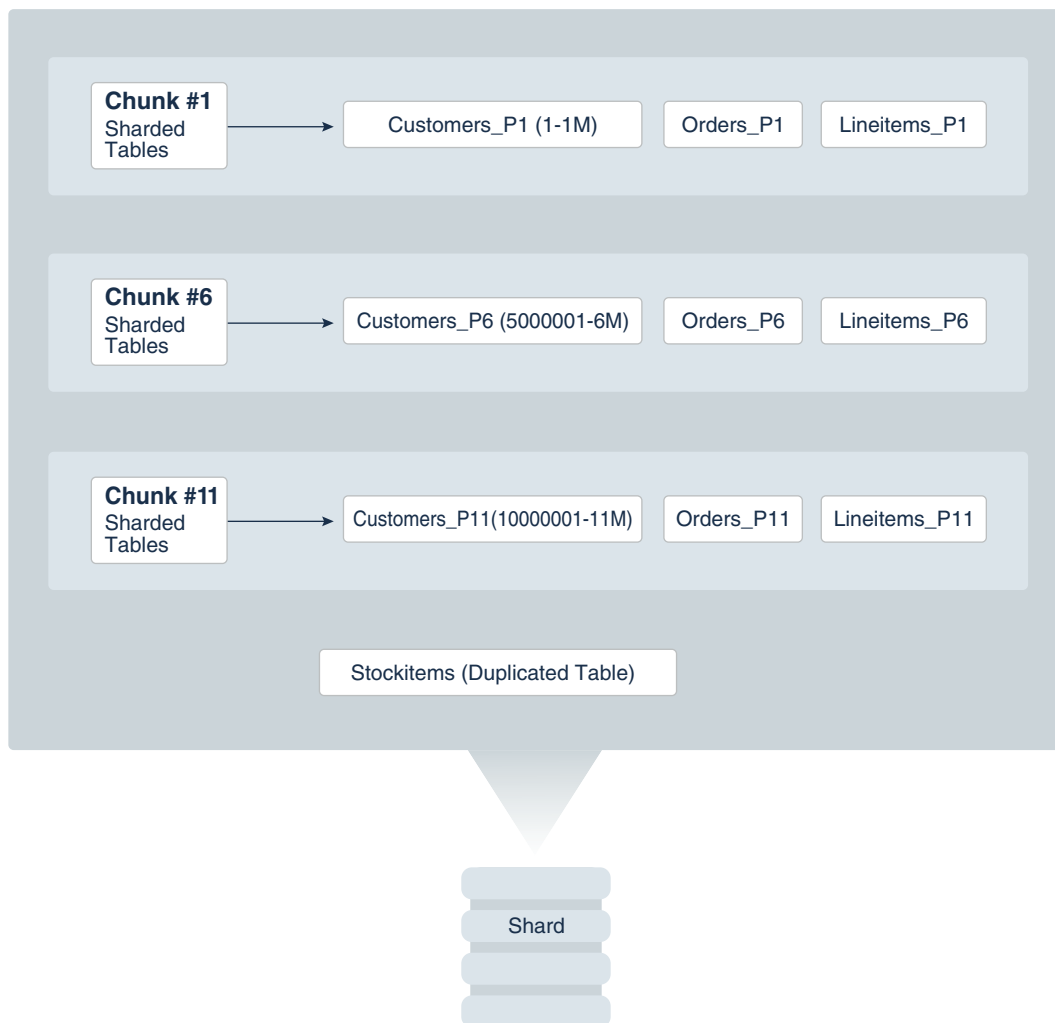 Chunk #1
Sharded
Tables
Customers_P1 (1-1M)
Orders_P1
Lineitems_P1
Chunk #6
Sharded
Tables
Customers_P6 (5000001-6M)
Orders_P6
Lineitems_P6
Chunk #11
Sharded
Tables
Customers_P11(10000001-11M)
Orders_P11
Lineitems_P11
Stockitems (Duplicated Table)
Shard